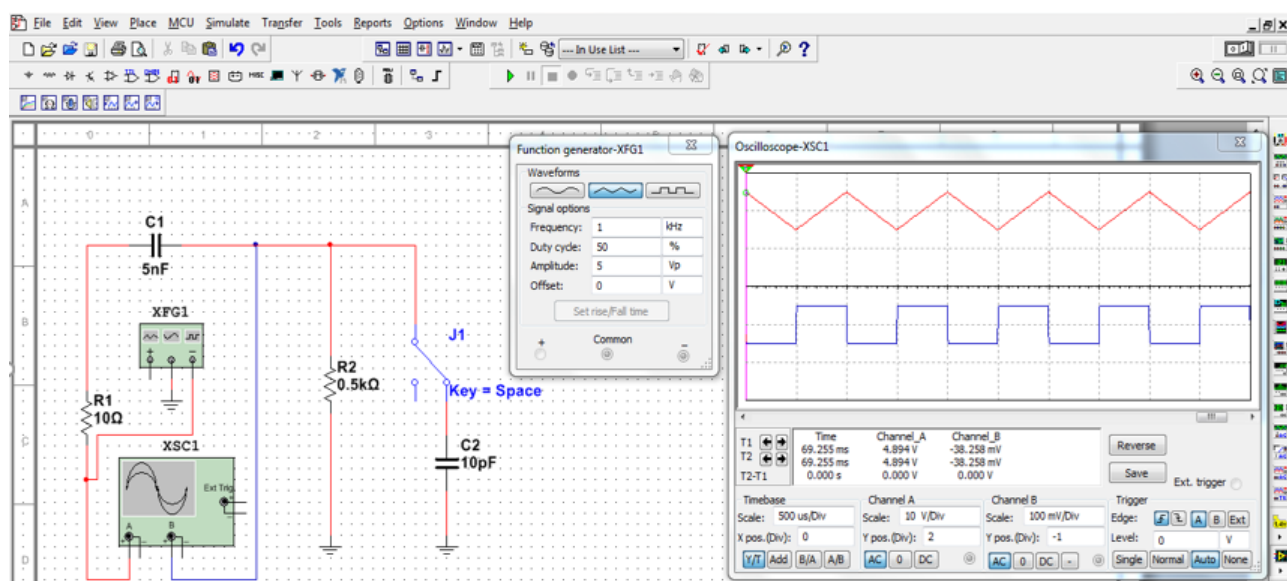 File Edit View Place MCU Simulate Transfer Tools Reports Options Window Help
--- In Use List ---
0 1 2 3
A
B
C
D
C1
5nF
XFG1
R1
10Ω
XSC1
Ext Trig.
A B
R2
0.5kΩ
J1
Key = Space
C2
10pF
Function generator-XFG1
Waveforms
Signal options
Frequency: 1 kHz
Duty cycle: 50 %
Amplitude: 5 Vp
Offset: 0 V
Set rise/Fall time
+ Common -
Oscilloscope-XSC1
Time Channel_A Channel_B
T1 69.255 ms 4.894 V -38.258 mV
T2 69.255 ms 4.894 V -38.258 mV
T2-T1 0.000 s 0.000 V 0.000 V
Reverse
Save
Ext. trigger
Timebase
Scale: 500 us/Div
X pos.(Div): 0
Y/T Add B/A A/B
Channel A
Scale: 10 V/Div
Y pos.(Div): 2
AC 0 DC
Channel B
Scale: 100 mV/Div
Y pos.(Div): -1
AC 0 DC -
Trigger
Edge: A B Ext
Level: 0 V
Single Normal Auto None